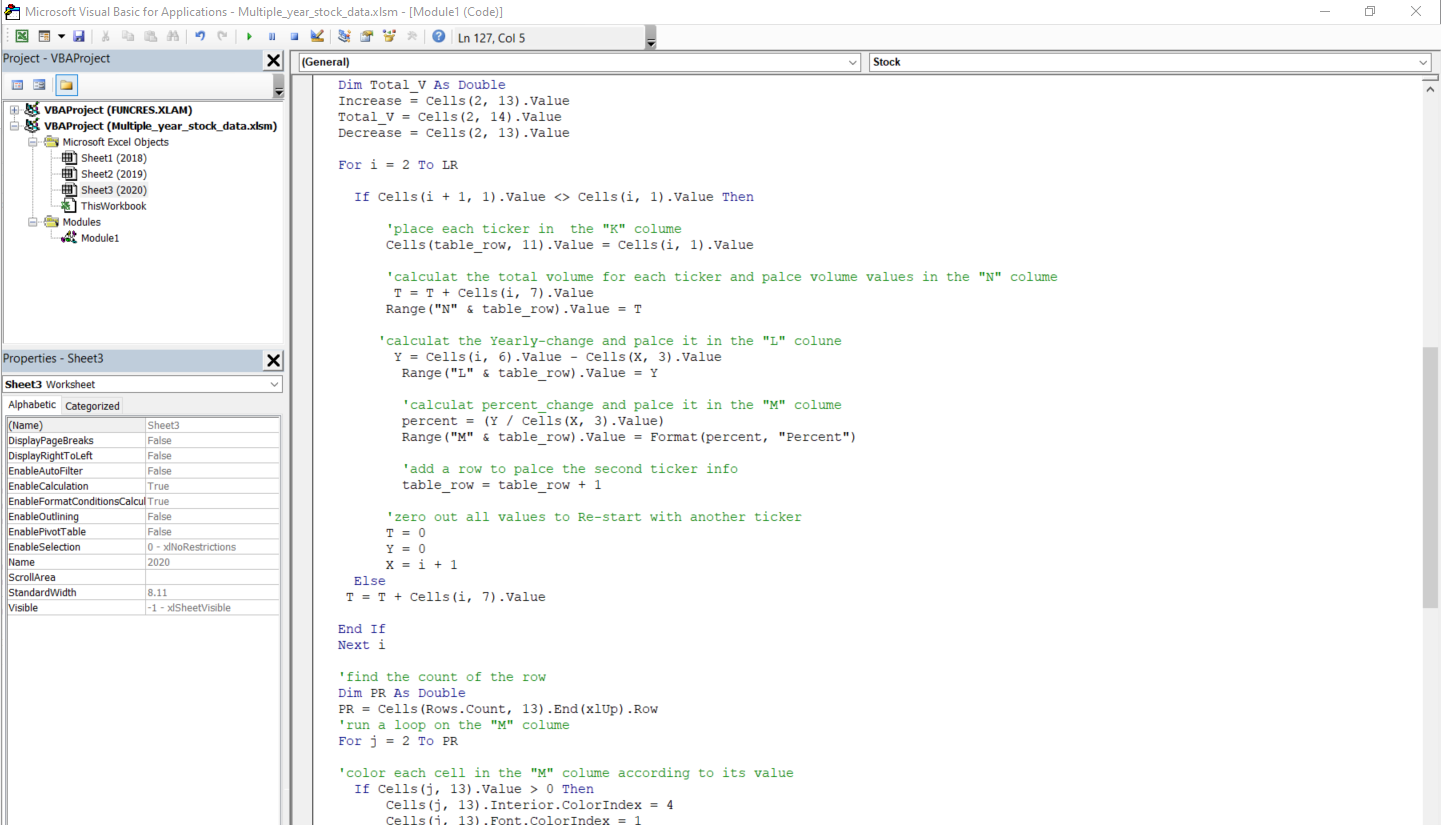 Microsoft Visual Basic for Applications - Multiple_year_stock_data.xlsm - [Module1 (Code)]
Ln 127, Col 5
Project - VBAProject
VBAProject (FUNCRES.XLAM)
VBAProject (Multiple_year_stock_data.xlsm)
Microsoft Excel Objects
Sheet1 (2018)
Sheet2 (2019)
Sheet3 (2020)
ThisWorkbook
Modules
Module1
Properties - Sheet3
Sheet3 Worksheet
Alphabetic Categorized
(Name) Sheet3
DisplayPageBreaks False
DisplayRightToLeft False
EnableAutoFilter False
EnableCalculation True
EnableFormatConditionsCalcul True
EnableOutlining False
EnablePivotTable False
EnableSelection 0 - xlNoRestrictions
Name 2020
ScrollArea
StandardWidth 8.11
Visible -1 - xlSheetVisible
(General) Stock
Dim Total_V As Double
Increase = Cells(2, 13).Value
Total_V = Cells(2, 14).Value
Decrease = Cells(2, 13).Value
For i = 2 To LR
If Cells(i + 1, 1).Value <> Cells(i, 1).Value Then
'place each ticker in  the "K" colume
Cells(table_row, 11).Value = Cells(i, 1).Value
'calculat the total volume for each ticker and palce volume values in the "N" colume
T = T + Cells(i, 7).Value
Range("N" & table_row).Value = T
'calculat the Yearly-change and palce it in the "L" colune
Y = Cells(i, 6).Value - Cells(X, 3).Value
Range("L" & table_row).Value = Y
'calculat percent_change and palce it in the "M" colume
percent = (Y / Cells(X, 3).Value)
Range("M" & table_row).Value = Format(percent, "Percent")
'add a row to palce the second ticker info
table_row = table_row + 1
'zero out all values to Re-start with another ticker
T = 0
Y = 0
X = i + 1
Else
T = T + Cells(i, 7).Value
End If
Next i
'find the count of the row
Dim PR As Double
PR = Cells(Rows.Count, 13).End(xlUp).Row
'run a loop on the "M" colume
For j = 2 To PR
'color each cell in the "M" colume according to its value
If Cells(j, 13).Value > 0 Then
Cells(j, 13).Interior.ColorIndex = 4
Cells(j, 13).Font.ColorIndex = 1